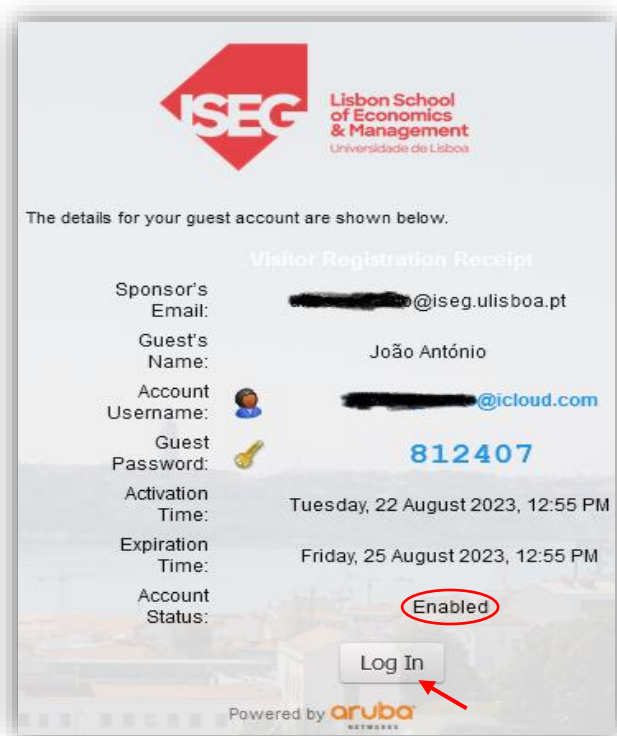 ISEG
Lisbon School
of Economics
& Management
Universidade de Lisboa
The details for your guest account are shown below.
Visitor Registration Receipt
Sponsor's
Email:
@iseg.ulisboa.pt
Guest's
Name:
João António
Account
Username:
@icloud.com
Guest
Password:
812407
Activation
Time:
Tuesday, 22 August 2023, 12:55 PM
Expiration
Time:
Friday, 25 August 2023, 12:55 PM
Account
Status:
Enabled
Log In
Powered by aruba
NETWORKS